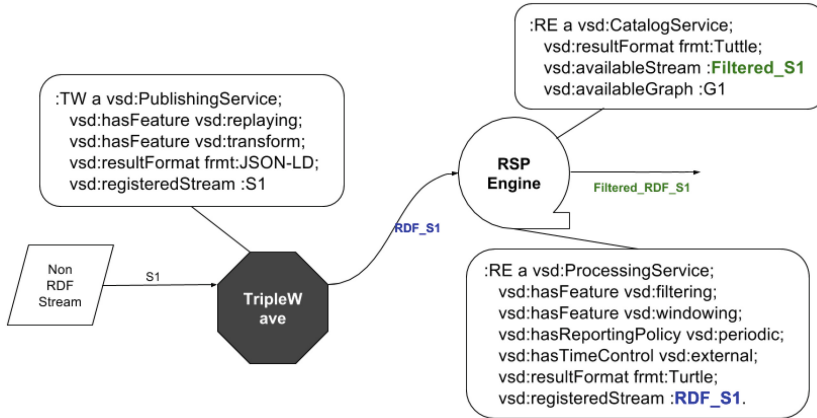 :RE a vsd:CatalogService;
vsd:resultFormat frmt:Tuttle;
vsd:availableStream :Filtered_S1
vsd:availableGraph :G1
:TW a vsd:PublishingService;
vsd:hasFeature vsd:replaying;
vsd:hasFeature vsd:transform;
vsd:resultFormat frmt:JSON-LD;
vsd:registeredStream :S1
RSP
Engine
Filtered_RDF_S1
RDF_S1
Non
RDF
Stream
S1
TripleW
ave
:RE a vsd:ProcessingService;
vsd:hasFeature vsd:filtering;
vsd:hasFeature vsd:windowing;
vsd:hasReportingPolicy vsd:periodic;
vsd:hasTimeControl vsd:external;
vsd:resultFormat frmt:Turtle;
vsd:registeredStream :RDF_S1.